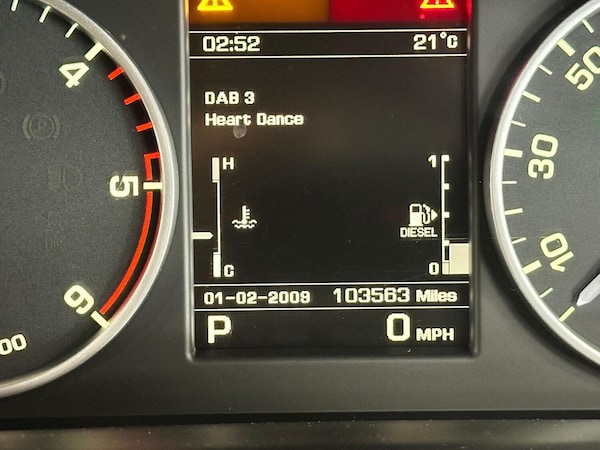 02:52 21°C
DAB 3
Heart Dance
H
C
1
DIESEL
0
01-02-2009 103563 Miles
P 0 MPH
4
5
6
00
50
30
10